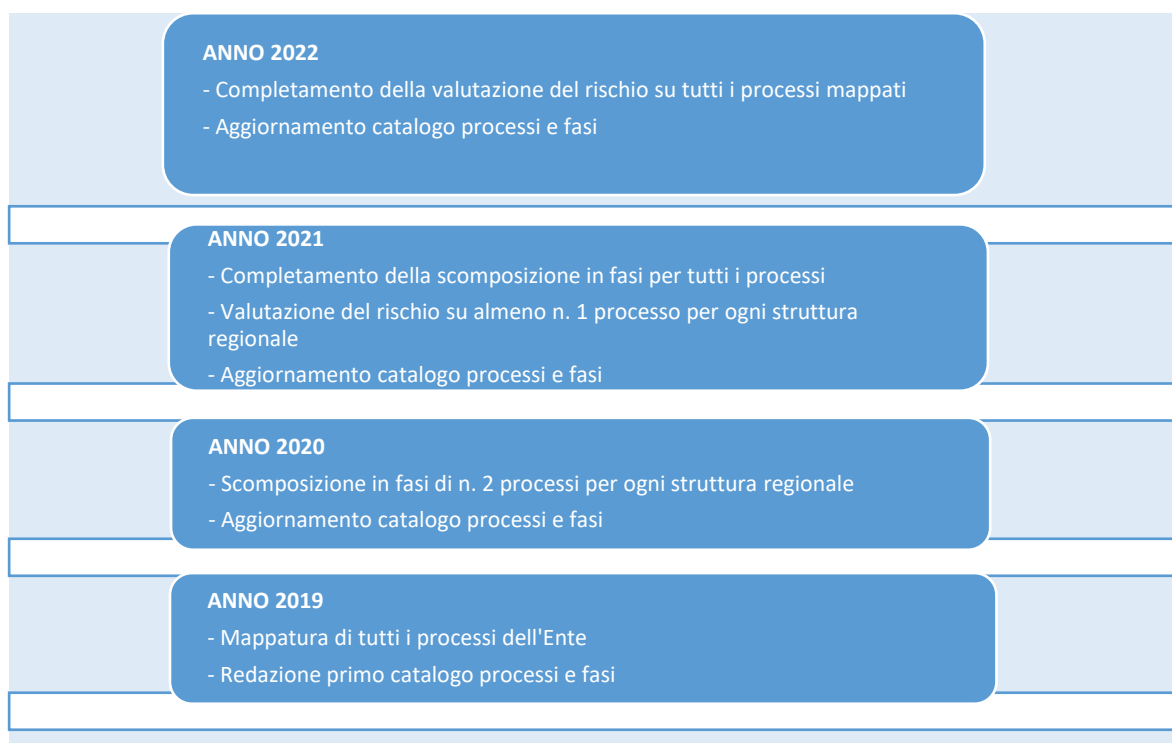 ANNO 2022
- Completamento della valutazione del rischio su tutti i processi mappati
- Aggiornamento catalogo processi e fasi
ANNO 2021
- Completamento della scomposizione in fasi per tutti i processi
- Valutazione del rischio su almeno n. 1 processo per ogni struttura
regionale
- Aggiornamento catalogo processi e fasi
ANNO 2020
- Scomposizione in fasi di n. 2 processi per ogni struttura regionale
- Aggiornamento catalogo processi e fasi
ANNO 2019
- Mappatura di tutti i processi dell'Ente
- Redazione primo catalogo processi e fasi